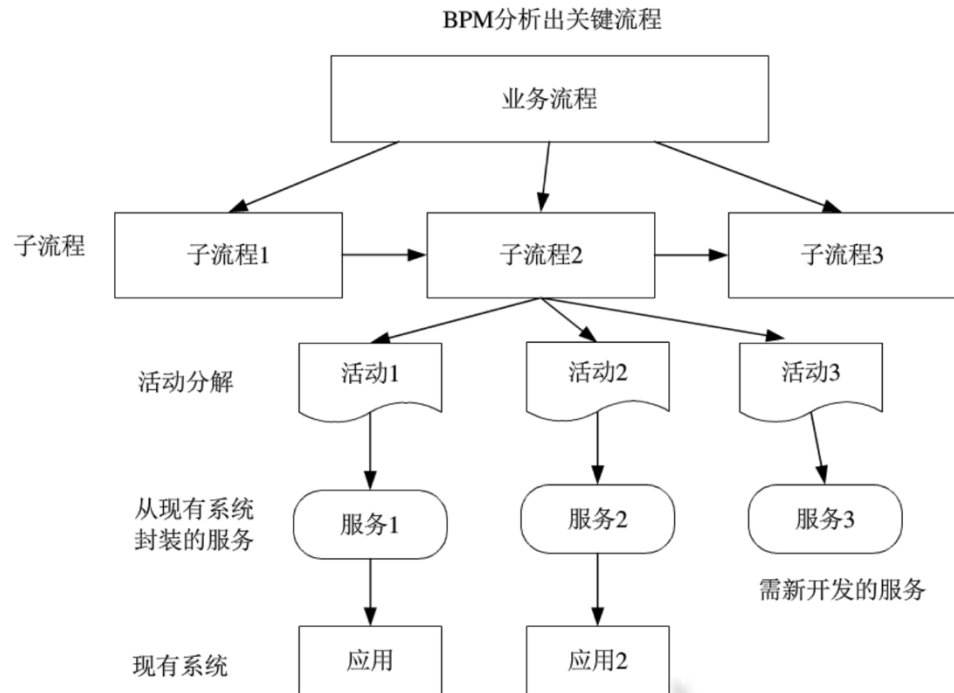 BPM分析出关键流程
业务流程
子流程
子流程1
子流程2
子流程3
活动分解
活动1
活动2
活动3
从现有系统
封装的服务
服务1
服务2
服务3
需新开发的服务
现有系统
应用
应用2